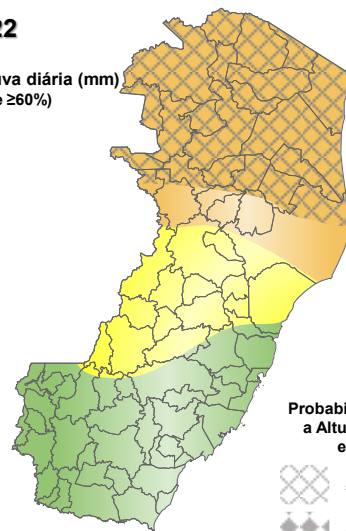 22
uva diária (mm)
e ≥60%)
Probabi
a Altu
e